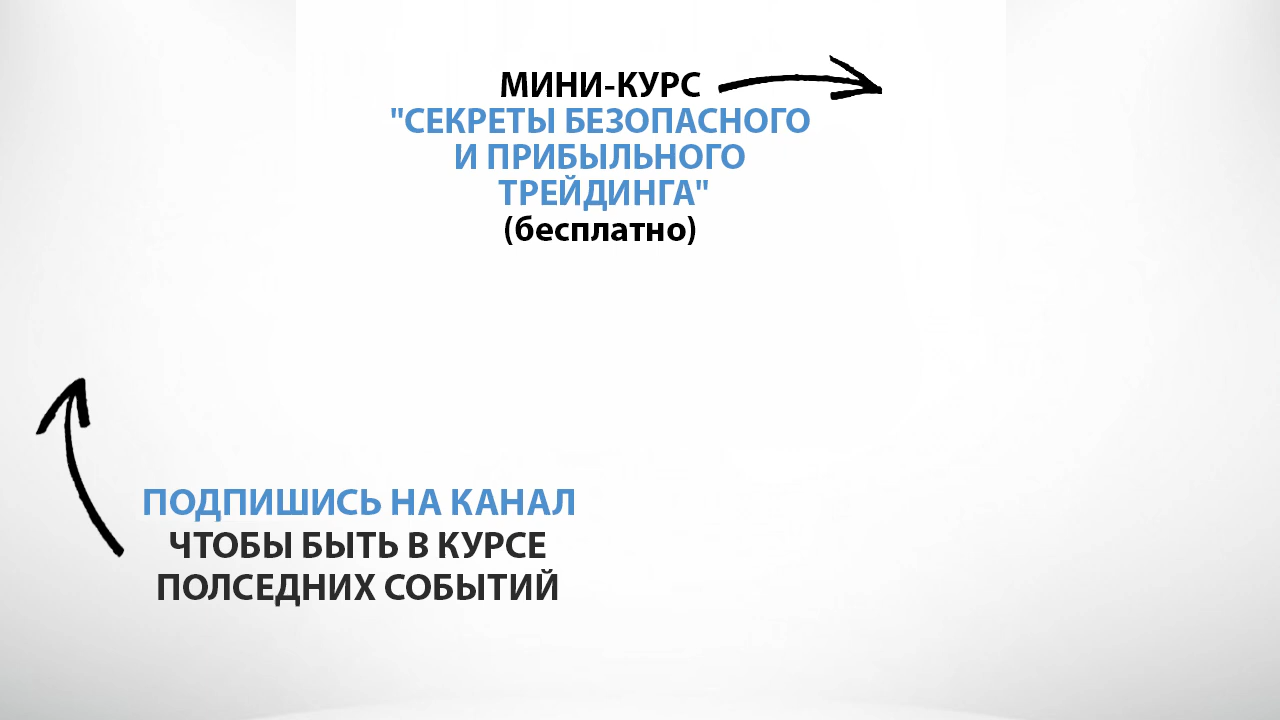 МИНИ-КУРС
"СЕКРЕТЫ БЕЗОПАСНОГО
И ПРИБЫЛЬНОГО
ТРЕЙДИНГА"
(бесплатно)
ПОДПИШИСЬ НА КАНАЛ
ЧТОБЫ БЫТЬ В КУРСЕ
ПОЛСЕДНИХ СОБЫТИЙ